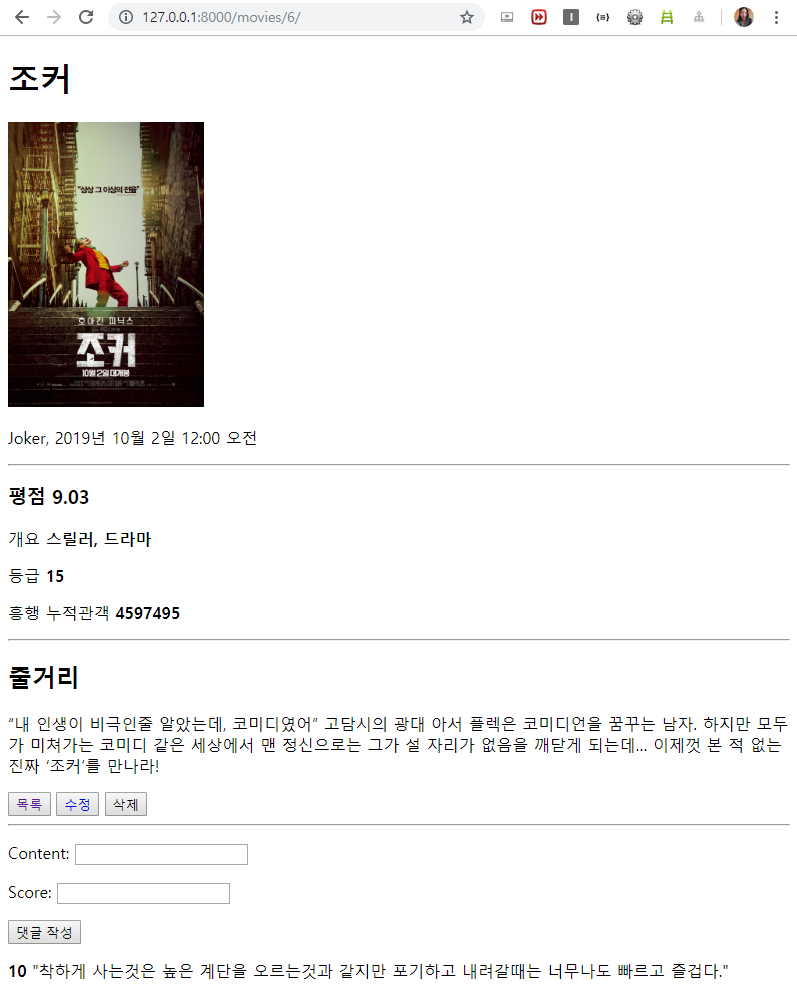 127.0.0.1:8000/movies/6/
조커
"상상 그 이상의 전율"
호아킨 피닉스
조커
10월 2일 대개봉
Joker, 2019년 10월 2일 12:00 오전
평점 9.03
개요 스릴러, 드라마
등급 15
흥행 누적관객 4597495
줄거리
“내 인생이 비극인줄 알았는데, 코미디였어” 고담시의 광대 아서 플렉은 코미디언을 꿈꾸는 남자. 하지만 모두
가 미쳐가는 코미디 같은 세상에서 맨 정신으로는 그가 설 자리가 없음을 깨닫게 되는데… 이제껏 본 적 없는
진짜 ‘조커’를 만나라!
목록 수정 삭제
Content:
Score:
댓글 작성
10 "착하게 사는것은 높은 계단을 오르는것과 같지만 포기하고 내려갈때는 너무나도 빠르고 즐겁다."